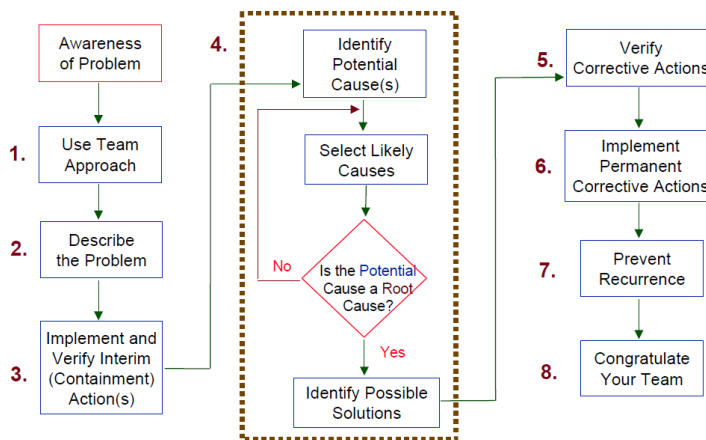 Awareness
of Problem
1.
Use Team
Approach
2.
Describe
the Problem
3.
Implement and
Verify Interim
(Containment)
Action(s)
4.
Identify
Potential
Cause(s)
Select Likely
Causes
Is the Potential
Cause a Root
Cause?
No
Yes
Identify Possible
Solutions
5.
Verify
Corrective Actions
6.
Implement
Permanent
Corrective Actions
7.
Prevent
Recurrence
8.
Congratulate
Your Team